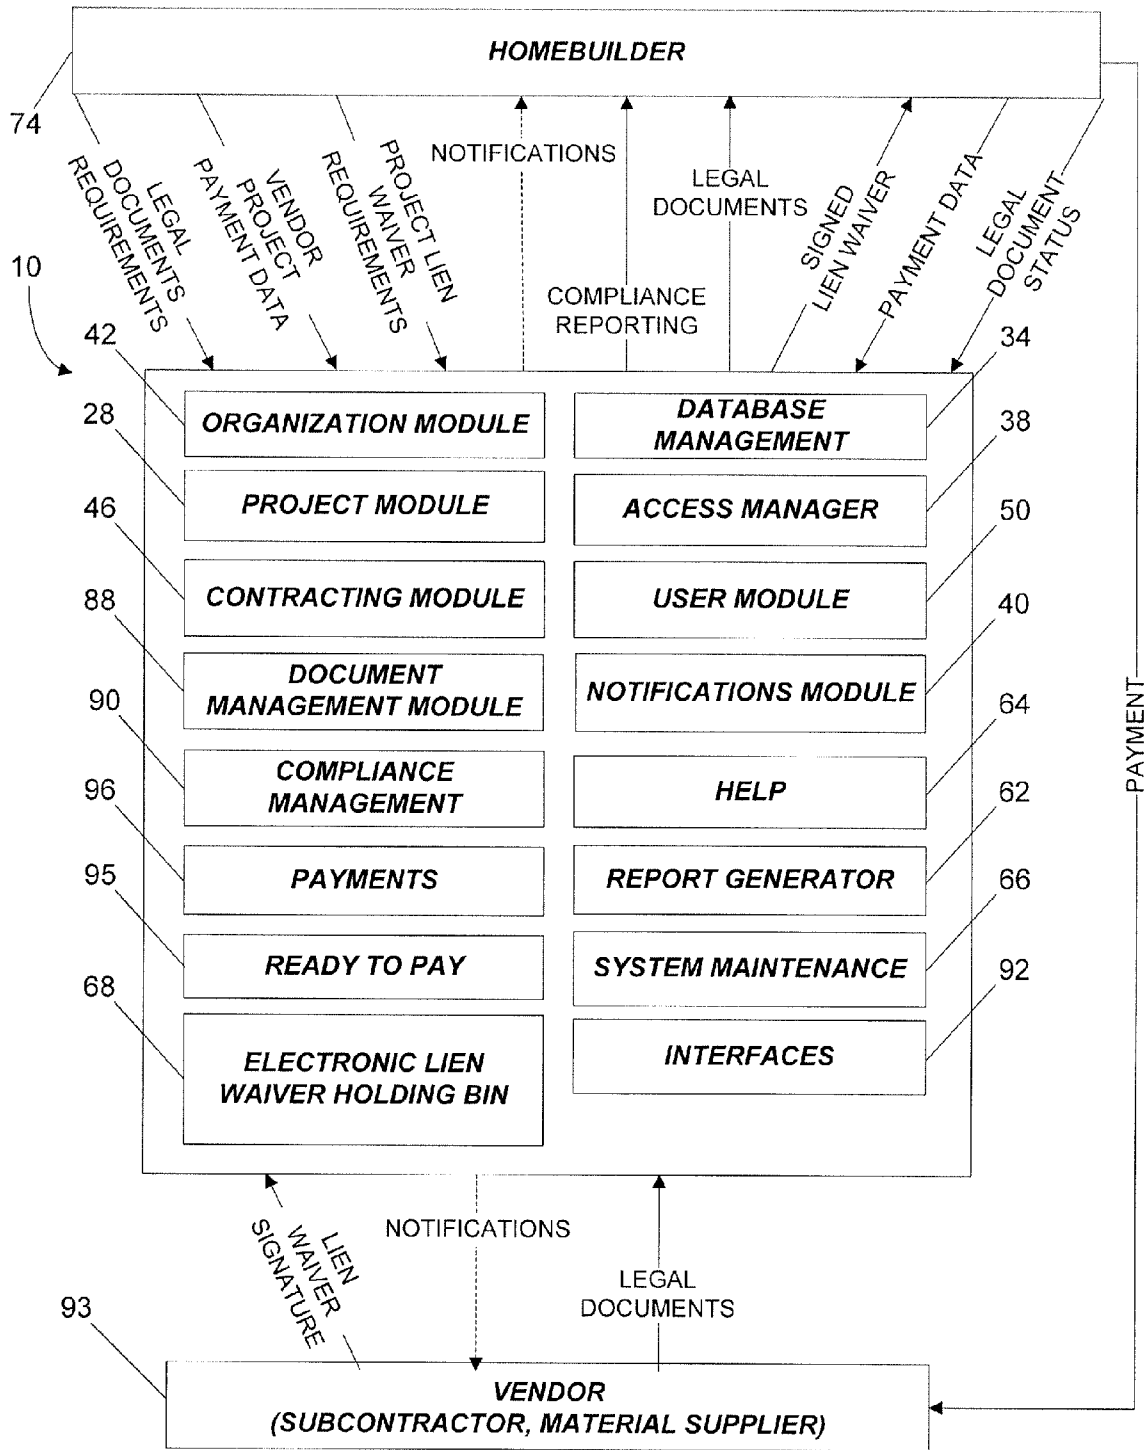 HOMEBUILDER
74
LEGAL
DOCUMENTS
REQUIREMENTS
VENDOR
PROJECT
PAYMENT DATA
PROJECT LIEN
WAIVER
REQUIREMENTS
NOTIFICATIONS
COMPLIANCE
REPORTING
LEGAL
DOCUMENTS
SIGNED
LIEN WAIVER
PAYMENT DATA
LEGAL
DOCUMENT
STATUS
10
42
ORGANIZATION MODULE
DATABASE
MANAGEMENT
34
28
PROJECT MODULE
ACCESS MANAGER
38
46
CONTRACTING MODULE
USER MODULE
50
88
DOCUMENT
MANAGEMENT MODULE
NOTIFICATIONS MODULE
40
90
COMPLIANCE
MANAGEMENT
HELP
64
96
PAYMENTS
REPORT GENERATOR
62
95
READY TO PAY
SYSTEM MAINTENANCE
66
68
ELECTRONIC LIEN
WAIVER HOLDING BIN
INTERFACES
92
PAYMENT
LIEN
WAIVER
SIGNATURE
NOTIFICATIONS
LEGAL
DOCUMENTS
93
VENDOR
(SUBCONTRACTOR, MATERIAL SUPPLIER)